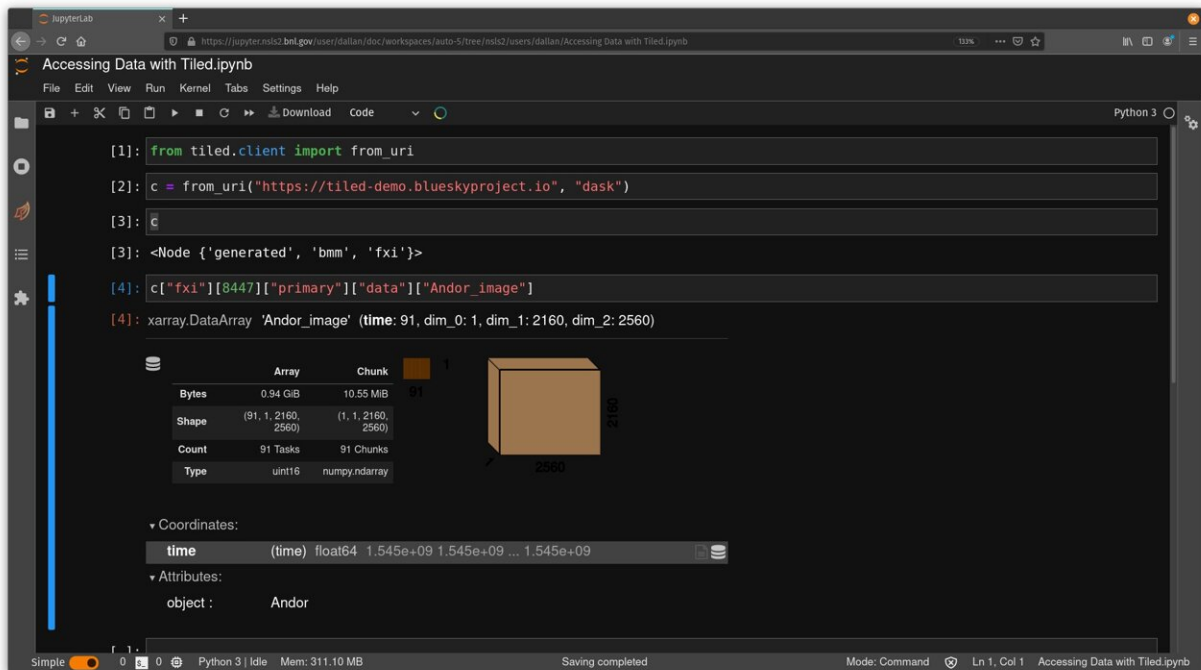 JupyterLab
https://jupyter.nsls2.bnl.gov/user/dallan/doc/workspaces/auto-5/tree/nsls2/users/dallan/Accessing Data with Tiled.ipynb
133%
Accessing Data with Tiled.ipynb
File Edit View Run Kernel Tabs Settings Help
Download Code Python 3
[1]: from tiled.client import from_uri
[2]: c = from_uri("https://tiled-demo.blueskyproject.io", "dask")
[3]: c
[3]: <Node {'generated', 'bmm', 'fxi'}>
[4]: c["fxi"][8447]["primary"]["data"]["Andor_image"]
[4]: xarray.DataArray 'Andor_image' (time: 91, dim_0: 1, dim_1: 2160, dim_2: 2560)
Array Chunk
Bytes 0.94 GiB 10.55 MiB
Shape (91, 1, 2160, 2560) (1, 1, 2160, 2560)
Count 91 Tasks 91 Chunks
Type uint16 numpy.ndarray
1
91
2160
2560
Coordinates:
time (time) float64 1.545e+09 1.545e+09 ... 1.545e+09
Attributes:
object : Andor
[ ]:
Simple 0 $_ 0 Python 3 | Idle Mem: 311.10 MB Saving completed Mode: Command Ln 1, Col 1 Accessing Data with Tiled.ipynb